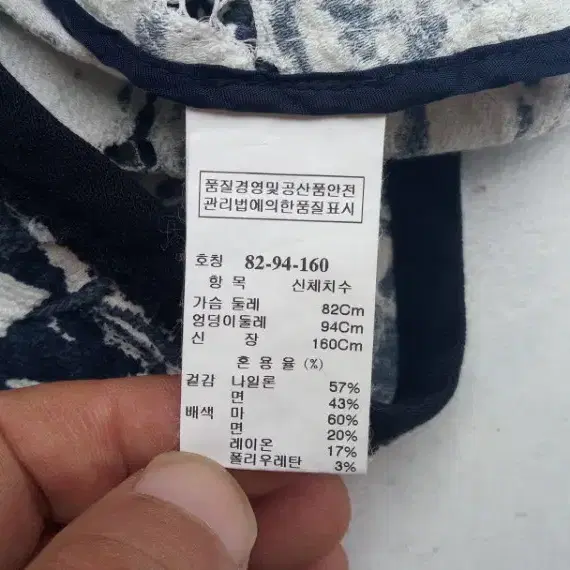 품질경영및공산품안전
관리법에의한품질표시
호칭 82-94-160
항 목 신체치수
가슴 둘레 82Cm
엉덩이둘레 94Cm
신 장 160Cm
혼 용 율 (%)
겉감 나일론 57%
면 43%
배색 마 60%
면 20%
레이온 17%
폴리우레탄 3%